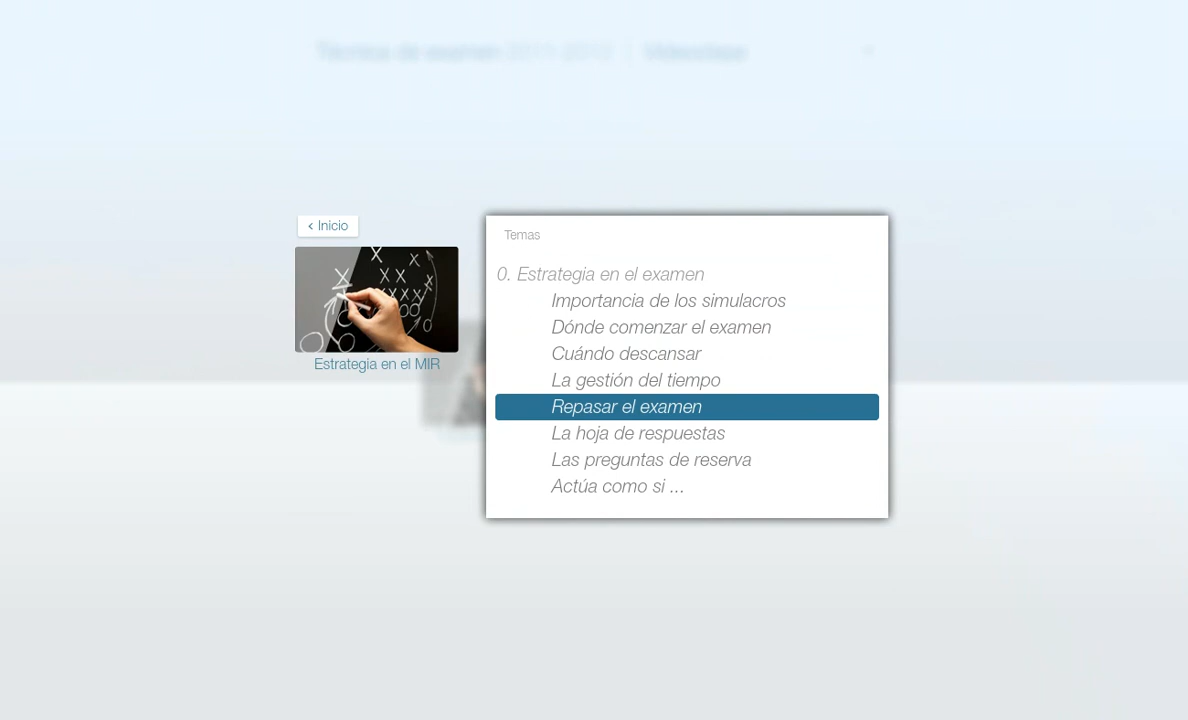 Técnica de examen 2011-2012 | Videoclase
‹ Inicio
Estrategia en el MIR
Temas
0. Estrategia en el examen
Importancia de los simulacros
Dónde comenzar el examen
Cuándo descansar
La gestión del tiempo
Repasar el examen
La hoja de respuestas
Las preguntas de reserva
Actúa como si ...